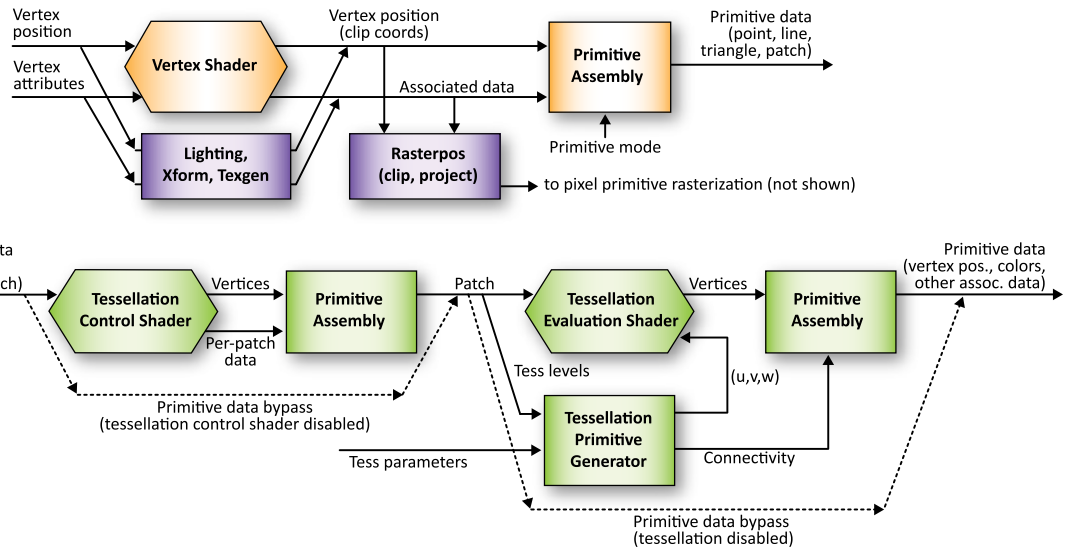 Vertex
position
Vertex
attributes
Vertex Shader
Lighting,
Xform, Texgen
Vertex position
(clip coords)
Associated data
Rasterpos
(clip, project)
to pixel primitive rasterization (not shown)
Primitive
Assembly
Primitive mode
Primitive data
(point, line,
triangle, patch)
ta
ch)
Tessellation
Control Shader
Vertices
Per-patch
data
Primitive
Assembly
Primitive data bypass
(tessellation control shader disabled)
Patch
Tess levels
Tess parameters
Tessellation
Evaluation Shader
Tessellation
Primitive
Generator
Vertices
(u,v,w)
Connectivity
Primitive
Assembly
Primitive data
(vertex pos., colors,
other assoc. data)
Primitive data bypass
(tessellation disabled)